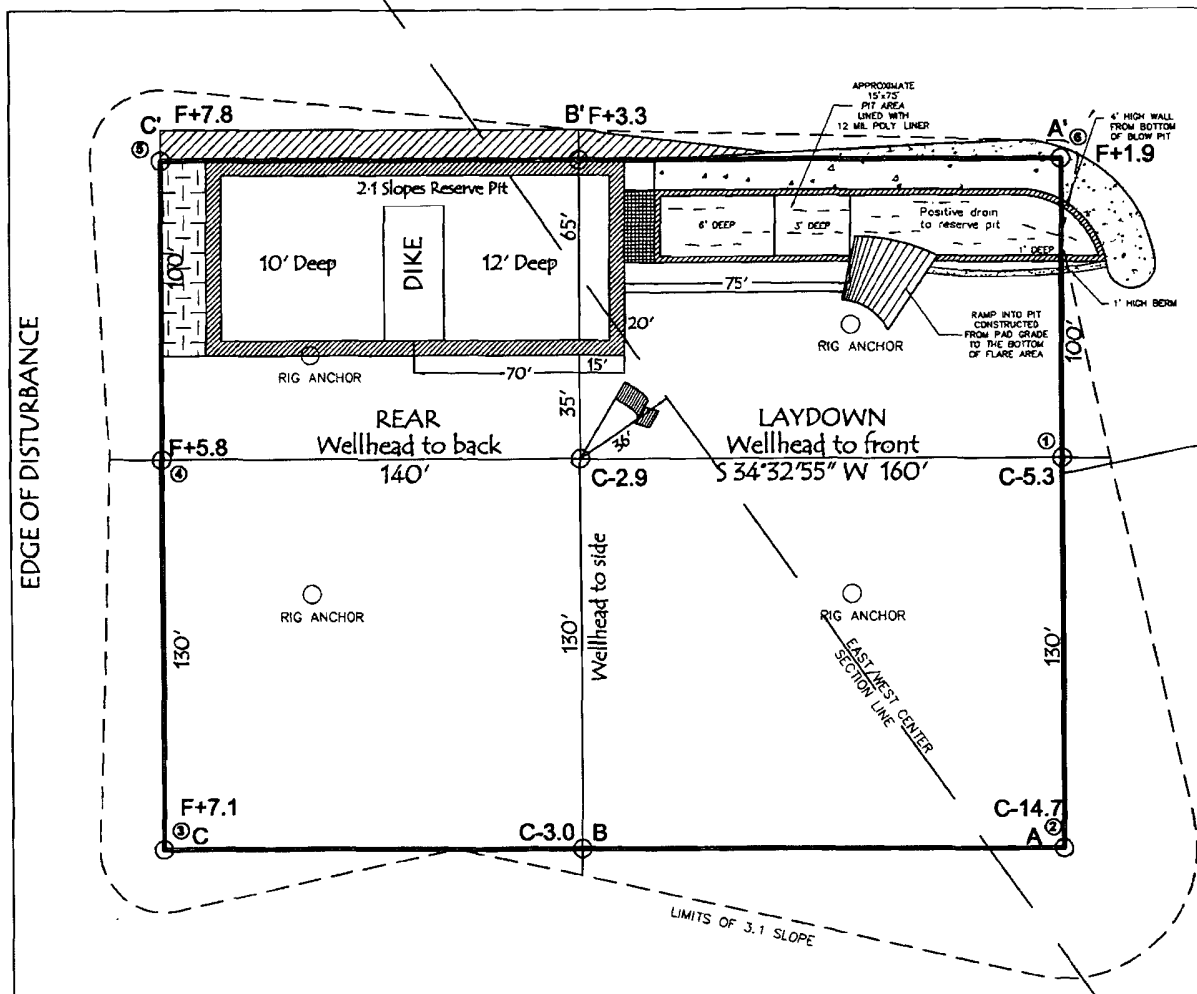 C'
F+7.8
B'
F+3.3
APPROXIMATE
15'x75'
PIT AREA
LINED WITH
12 MIL POLY LINER
4' HIGH WALL
FROM BOTTOM
OF BLOW PIT
A'
⑥
F+1.9
⑤
2:1 Slopes Reserve Pit
100'
10' Deep
DIKE
12' Deep
65'
6' DEEP
3' DEEP
Positive drain
to reserve pit
1' DEEP
75'
1' HIGH BERM
20'
RAMP INTO PIT
CONSTRUCTED
FROM PAD GRADE
TO THE BOTTOM
OF FLARE AREA
100'
RIG ANCHOR
RIG ANCHOR
70'
15'
35'
EDGE OF DISTURBANCE
REAR
Wellhead to back
140'
LAYDOWN
Wellhead to front
S 34°32'55" W 160'
36'
F+5.8
④
C-2.9
①
C-5.3
Wellhead to side
130'
130'
130'
RIG ANCHOR
RIG ANCHOR
EAST/WEST CENTER
SECTION LINE
F+7.1
③ C
C-3.0
B
C-14.7
A
②
LIMITS OF 3:1 SLOPE